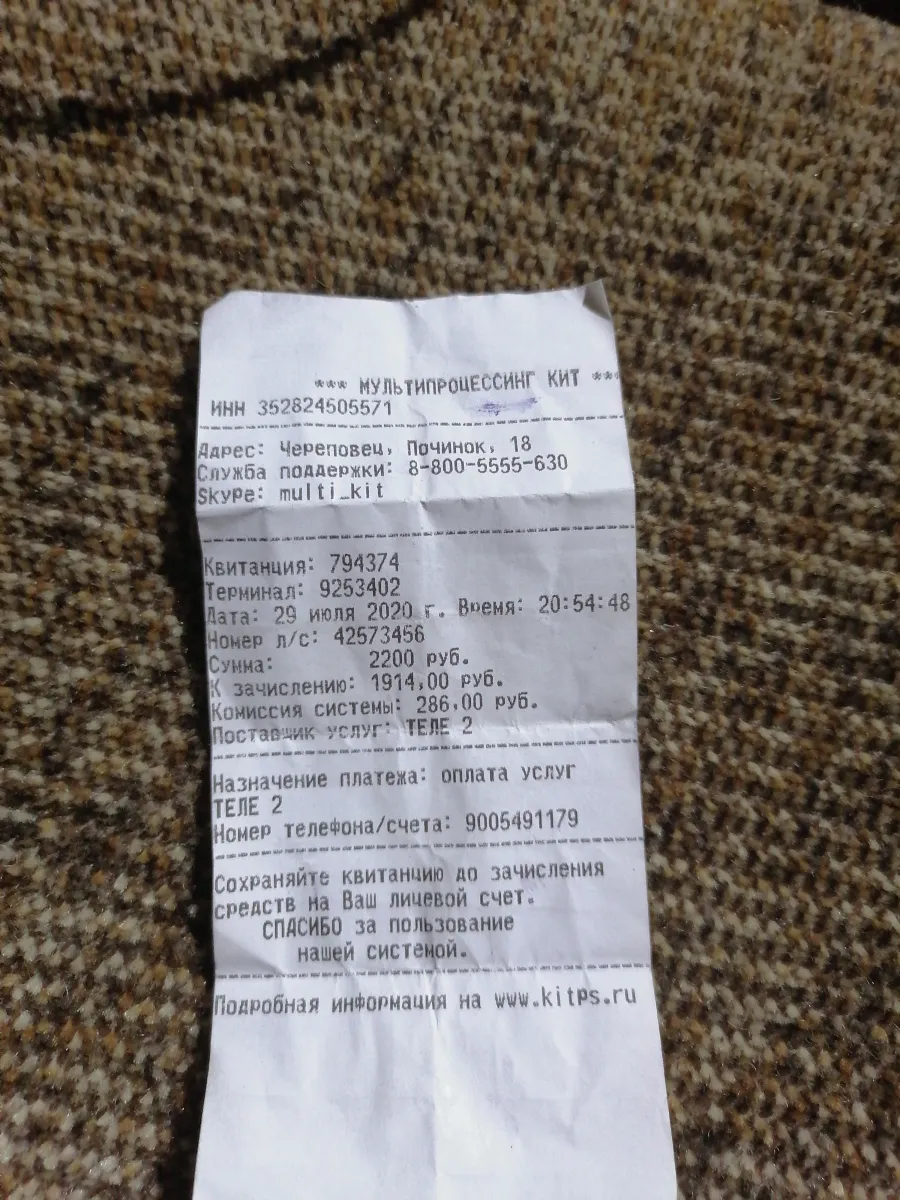 *** МУЛЬТИПРОЦЕССИНГ КИТ ***
ИНН 352824505571
Адрес: Череповец, Починок, 18
Служба поддержки: 8-800-5555-630
Skype: multi_kit
Квитанция: 794374
Терминал: 9253402
Дата: 29 июля 2020 г. Время: 20:54:48
Номер л/с: 42573456
Сумма: 2200 руб.
К зачислению: 1914,00 руб.
Комиссия системы: 286,00 руб.
Поставщик услуг: ТЕЛЕ 2
Назначение платежа: оплата услуг
ТЕЛЕ 2
Номер телефона/счета: 9005491179
Сохраняйте квитанцию до зачисления
средств на Ваш лицевой счет.
СПАСИБО за пользование
нашей системой.
Подробная информация на www.kitps.ru